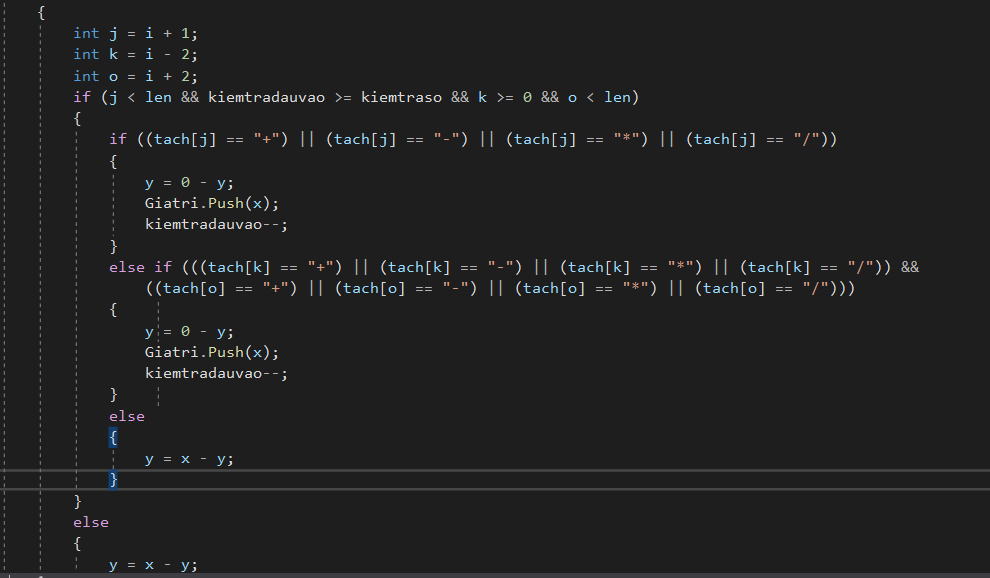 {
int j = i + 1;
int k = i - 2;
int o = i + 2;
if (j < len && kiemtradauvao >= kiemtraso && k >= 0 && o < len)
{
if ((tach[j] == "+") || (tach[j] == "-") || (tach[j] == "*") || (tach[j] == "/"))
{
y = 0 - y;
Giatri.Push(x);
kiemtradauvao--;
}
else if (((tach[k] == "+") || (tach[k] == "-") || (tach[k] == "*") || (tach[k] == "/")) &&
((tach[o] == "+") || (tach[o] == "-") || (tach[o] == "*") || (tach[o] == "/")))
{
y = 0 - y;
Giatri.Push(x);
kiemtradauvao--;
}
else
{
y = x - y;
}
}
else
{
y = x - y;